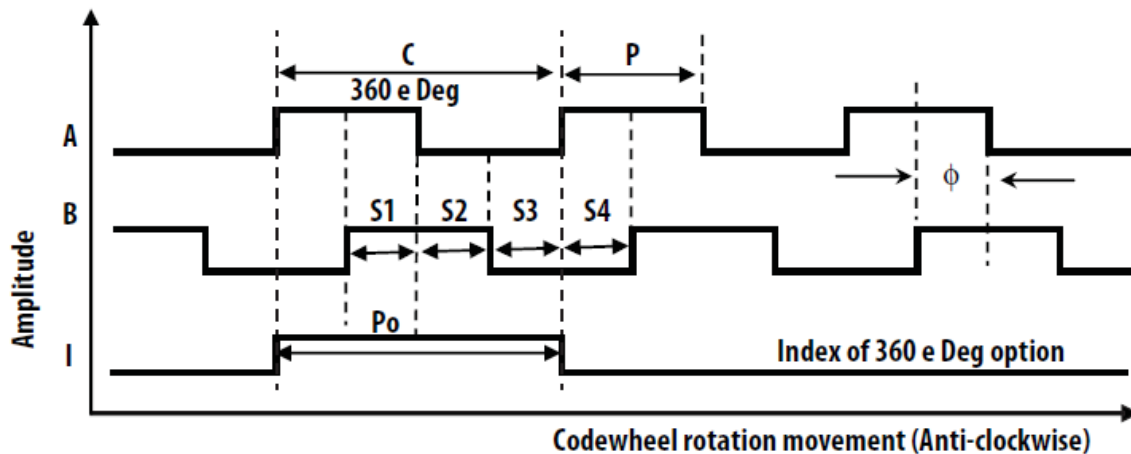 C
P
360 e Deg
A
ϕ
B
S1 S2 S3 S4
Amplitude
Po
I
Index of 360 e Deg option
Codewheel rotation movement (Anti-clockwise)